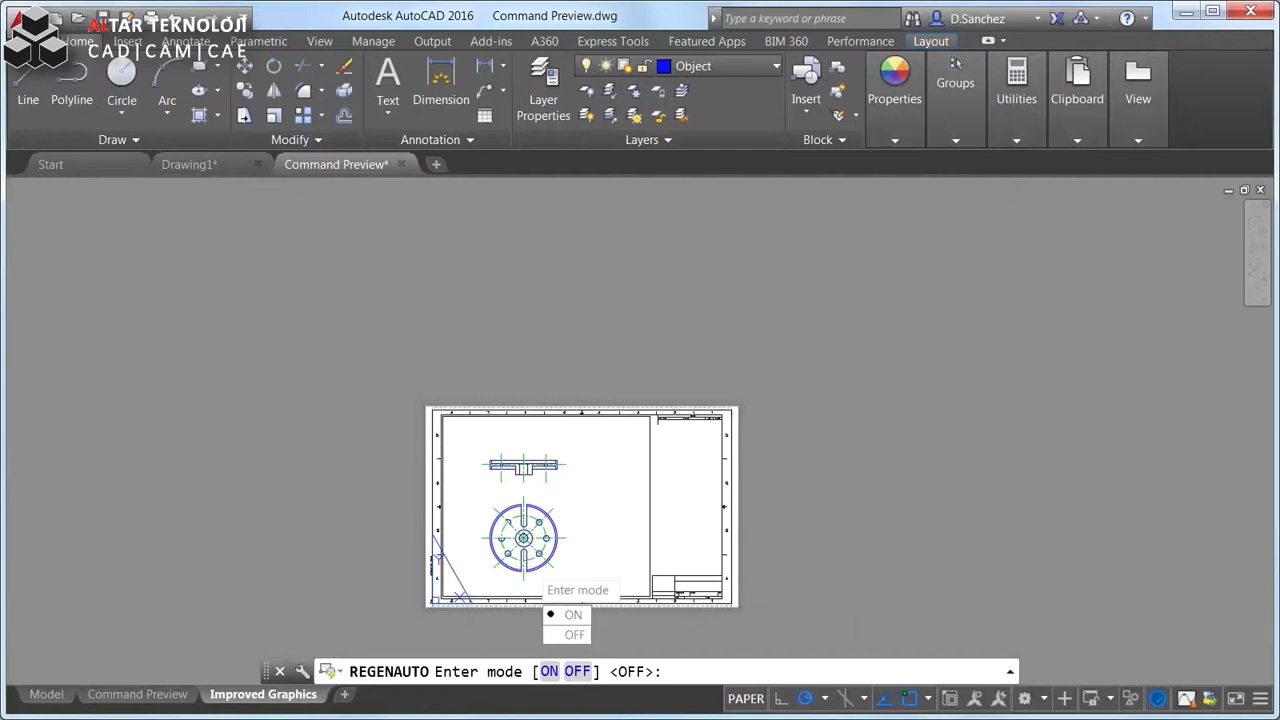 ALTAR TEKNOLOJİ
CAD|CAM|CAE
Autodesk AutoCAD 2016 Command Preview.dwg
Type a keyword or phrase
D.Sanchez
Home Insert Annotate Parametric View Manage Output Add-ins A360 Express Tools Featured Apps BIM 360 Performance Layout
Object
Line Polyline Circle Arc
Text Dimension
Layer Properties
Insert
Properties Groups Utilities Clipboard View
Draw Modify Annotation Layers Block
Start Drawing1* Command Preview*
Enter mode
ON
OFF
REGENAUTO Enter mode [ON OFF] <OFF>:
Model Command Preview Improved Graphics
PAPER